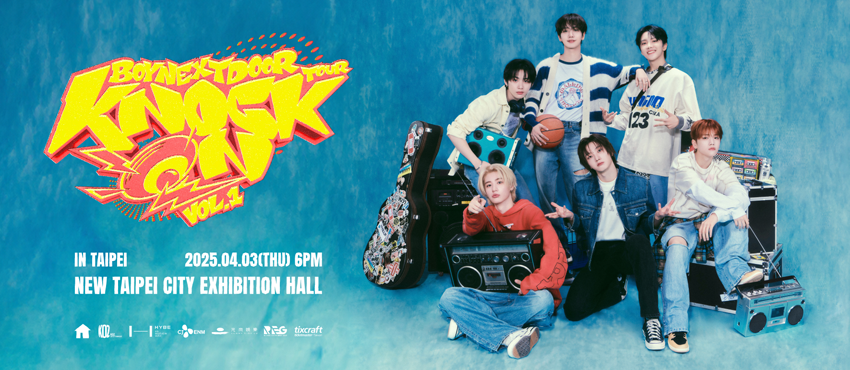 BOYNEXTDOOR TOUR
KNOCK
ON
VOL.1
IN TAIPEI 2025.04.03(THU) 6PM
NEW TAIPEI CITY EXHIBITION HALL
HYBE CJ ENM tixcraft
23